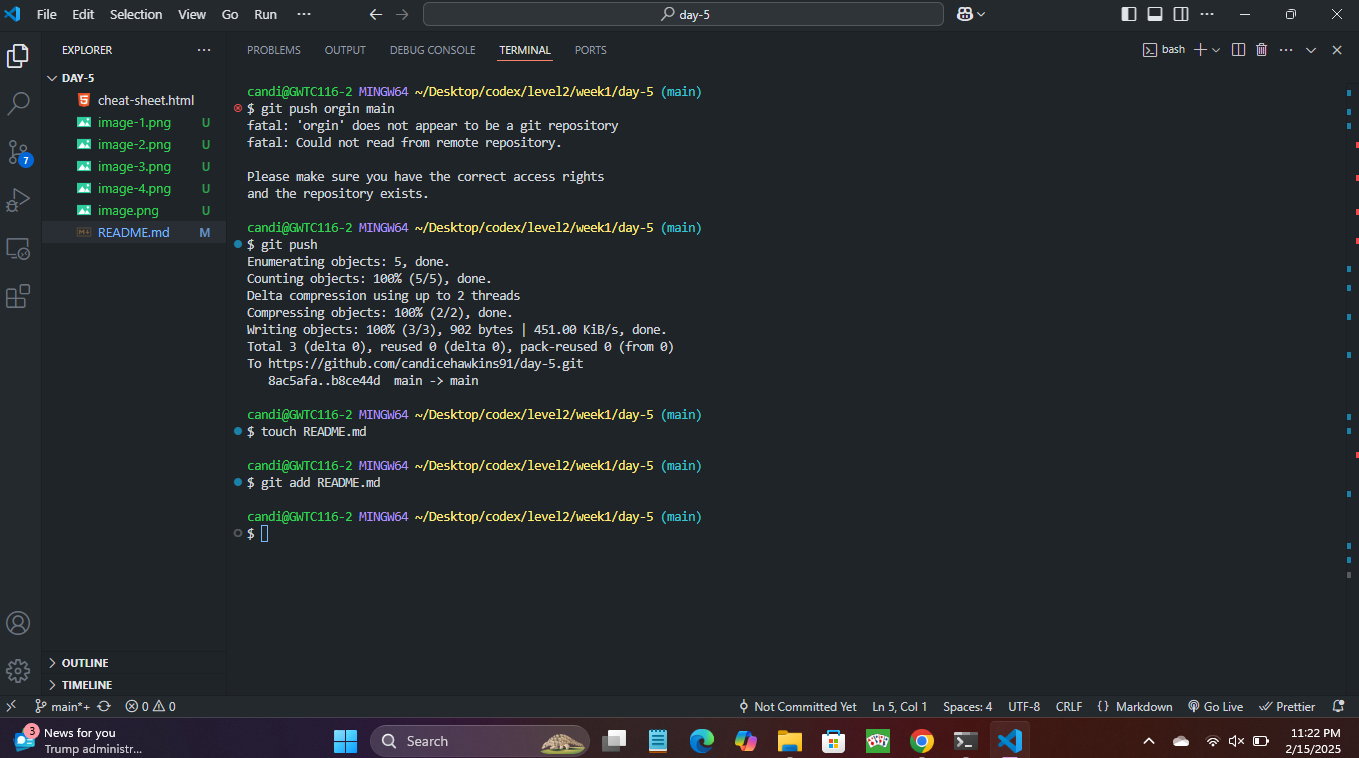 File Edit Selection View Go Run ··· day-5
EXPLORER ···
PROBLEMS OUTPUT DEBUG CONSOLE TERMINAL PORTS bash
DAY-5
cheat-sheet.html
image-1.png U
image-2.png U
image-3.png U
image-4.png U
image.png U
README.md M
7
candi@GWTC116-2 MINGW64 ~/Desktop/codex/level2/week1/day-5 (main)
$ git push orgin main
fatal: 'orgin' does not appear to be a git repository
fatal: Could not read from remote repository.
Please make sure you have the correct access rights
and the repository exists.
candi@GWTC116-2 MINGW64 ~/Desktop/codex/level2/week1/day-5 (main)
$ git push
Enumerating objects: 5, done.
Counting objects: 100% (5/5), done.
Delta compression using up to 2 threads
Compressing objects: 100% (2/2), done.
Writing objects: 100% (3/3), 902 bytes | 451.00 KiB/s, done.
Total 3 (delta 0), reused 0 (delta 0), pack-reused 0 (from 0)
To https://github.com/candicehawkins91/day-5.git
8ac5afa..b8ce44d main -> main
candi@GWTC116-2 MINGW64 ~/Desktop/codex/level2/week1/day-5 (main)
$ touch README.md
candi@GWTC116-2 MINGW64 ~/Desktop/codex/level2/week1/day-5 (main)
$ git add README.md
candi@GWTC116-2 MINGW64 ~/Desktop/codex/level2/week1/day-5 (main)
$
OUTLINE
TIMELINE
main*+ 0 0 Not Committed Yet Ln 5, Col 1 Spaces: 4 UTF-8 CRLF {} Markdown Go Live Prettier
3
News for you
Trump administr...
Search
11:22 PM
2/15/2025